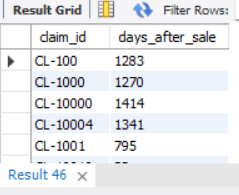 Result Grid Filter Rows:
claim_id days_after_sale
CL-100 1283
CL-1000 1270
CL-10000 1414
CL-10004 1341
CL-1001 795
Result 46 ×